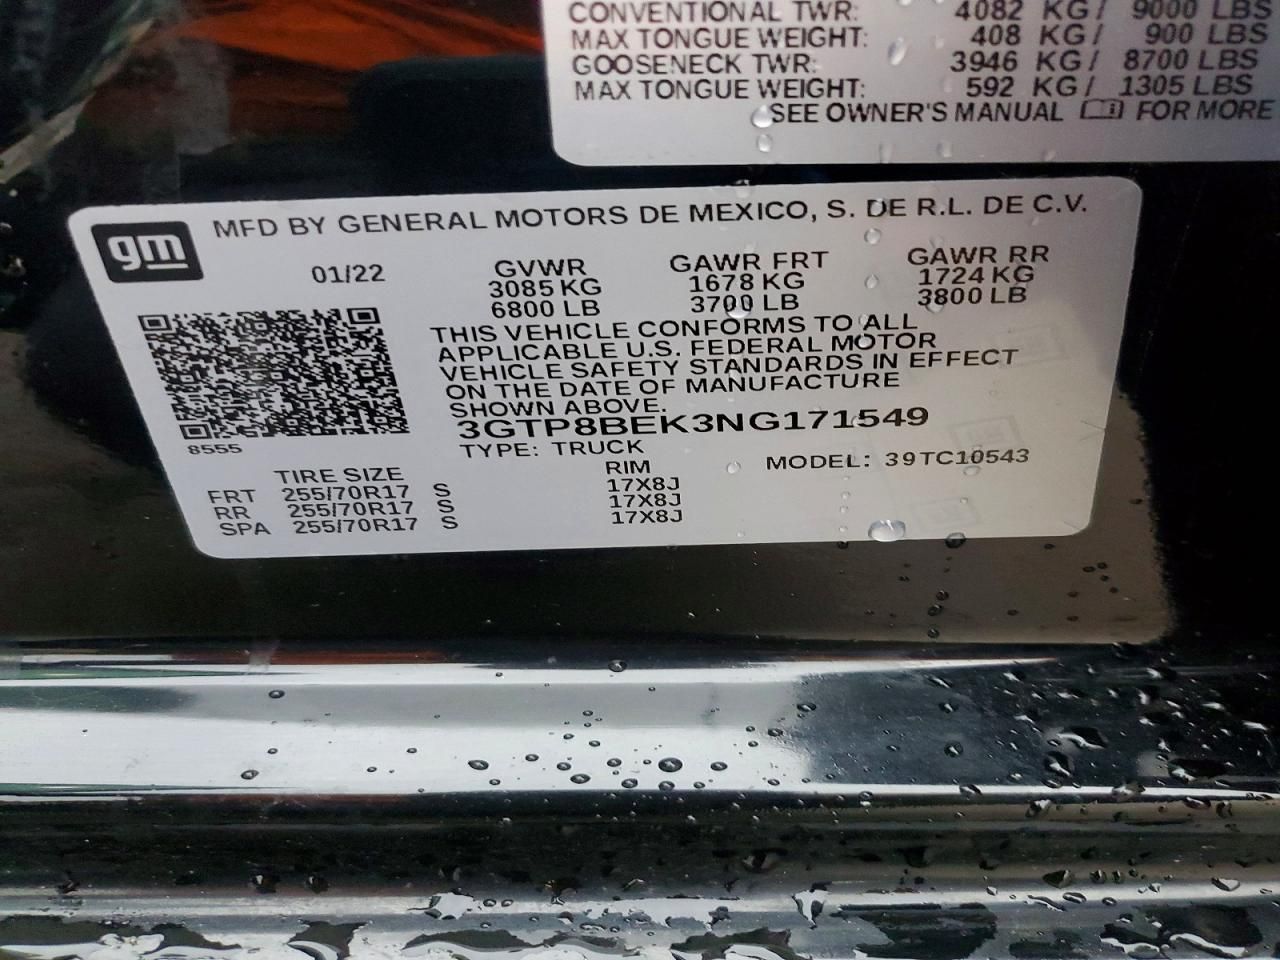 CONVENTIONAL TWR: 4082 KG/ 9000 LBS
MAX TONGUE WEIGHT: 408 KG/ 900 LBS
GOOSENECK TWR: 3946 KG/ 8700 LBS
MAX TONGUE WEIGHT: 592 KG/ 1305 LBS
SEE OWNER'S MANUAL FOR MORE
gm
MFD BY GENERAL MOTORS DE MEXICO, S. DE R.L. DE C.V.
01/22 GVWR GAWR FRT GAWR RR
3085 KG 1678 KG 1724 KG
6800 LB 3700 LB 3800 LB
THIS VEHICLE CONFORMS TO ALL
APPLICABLE U.S. FEDERAL MOTOR
VEHICLE SAFETY STANDARDS IN EFFECT
ON THE DATE OF MANUFACTURE
SHOWN ABOVE.
3GTP8BEK3NG171549
8555
TYPE: TRUCK MODEL: 39TC10543
TIRE SIZE RIM
FRT 255/70R17 S 17X8J
RR 255/70R17 S 17X8J
SPA 255/70R17 S 17X8J